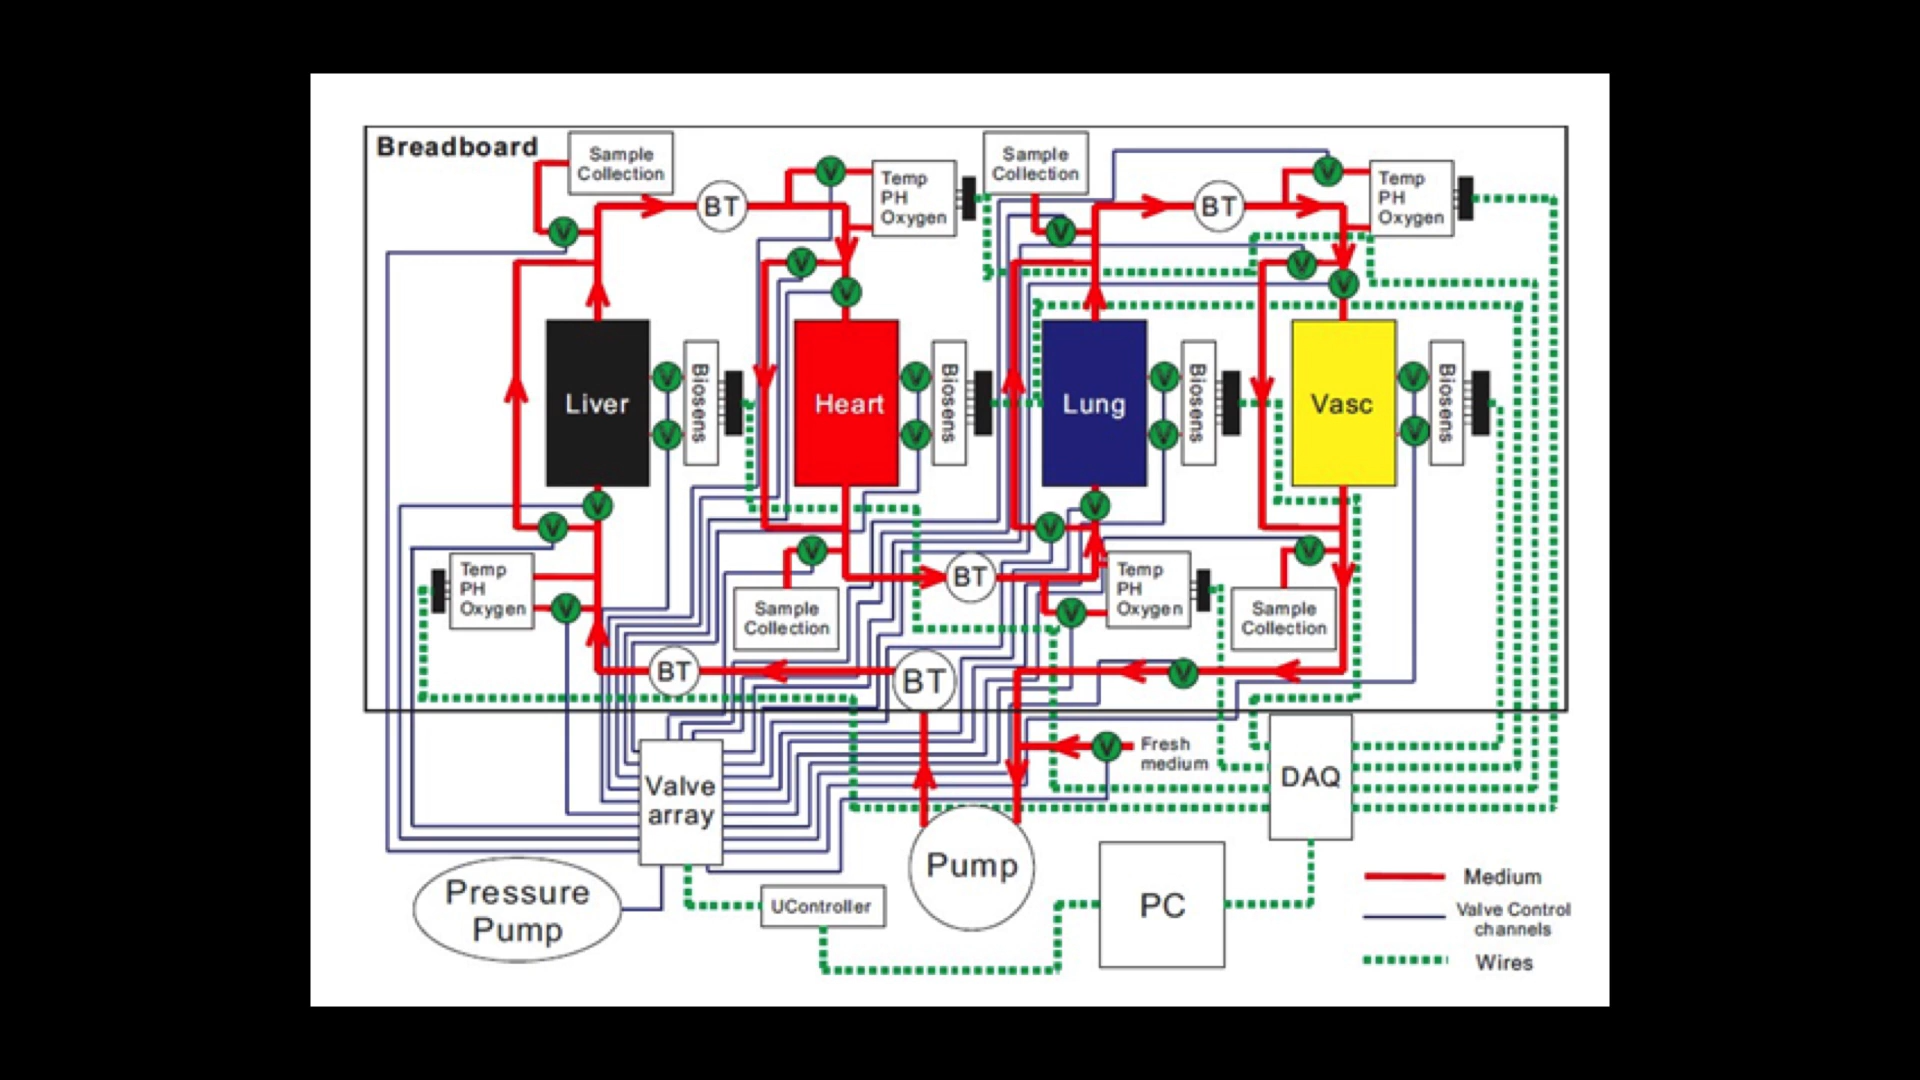 Breadboard
Sample
Collection
Sample
Collection
V
V
BT
Temp
PH
Oxygen
BT
Temp
PH
Oxygen
V
V
V
V
V
V
Liver
V
V
Biosens
Heart
V
V
Biosens
Lung
V
V
Biosens
Vasc
V
V
Biosens
V
V
V
V
V
V
Temp
PH
Oxygen
V
Sample
Collection
BT
V
Temp
PH
Oxygen
Sample
Collection
BT
BT
V
Valve
array
V
Fresh
medium
DAQ
Pressure
Pump
UController
Pump
PC
Medium
Valve Control
channels
Wires